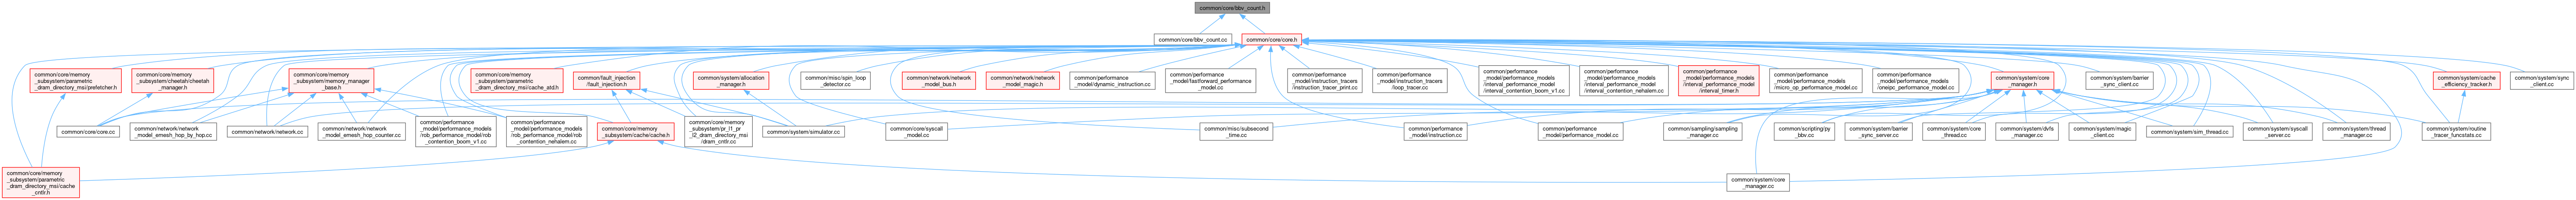 common/core/bbv_count.h
common/core/bbv_count.cc
common/core/core.h
common/core/memory
_subsystem/parametric
_dram_directory_msi/prefetcher.h
common/core/memory
_subsystem/cheetah/cheetah
_manager.h
common/core/memory
_subsystem/memory_manager
_base.h
common/core/memory
_subsystem/parametric
_dram_directory_msi/cache_atd.h
common/fault_injection
/fault_injection.h
common/system/allocation
_manager.h
common/misc/spin_loop
_detector.cc
common/network/network
_model_bus.h
common/network/network
_model_magic.h
common/performance
_model/dynamic_instruction.cc
common/performance
_model/fastforward_performance
_model.cc
common/performance
_model/instruction_tracers
/instruction_tracer_print.cc
common/performance
_model/instruction_tracers
/loop_tracer.cc
common/performance
_model/performance_models
/interval_performance_model
/interval_contention_boom_v1.cc
common/performance
_model/performance_models
/interval_performance_model
/interval_contention_nehalem.cc
common/performance
_model/performance_models
/interval_performance_model
/interval_timer.h
common/performance
_model/performance_models
/micro_op_performance_model.cc
common/performance
_model/performance_models
/oneipc_performance_model.cc
common/system/core
_manager.h
common/system/barrier
_sync_client.cc
common/system/cache
_efficiency_tracker.h
common/system/sync
_client.cc
common/core/core.cc
common/network/network
_model_emesh_hop_by_hop.cc
common/network/network.cc
common/network/network
_model_emesh_hop_counter.cc
common/performance
_model/performance_models
/rob_performance_model/rob
_contention_boom_v1.cc
common/performance
_model/performance_models
/rob_performance_model/rob
_contention_nehalem.cc
common/core/memory
_subsystem/cache/cache.h
common/core/memory
_subsystem/pr_l1_pr
_l2_dram_directory_msi
/dram_cntlr.cc
common/system/simulator.cc
common/core/syscall
_model.cc
common/misc/subsecond
_time.cc
common/performance
_model/instruction.cc
common/performance
_model/performance_model.cc
common/sampling/sampling
_manager.cc
common/scripting/py
_bbv.cc
common/system/barrier
_sync_server.cc
common/system/core
_thread.cc
common/system/dvfs
_manager.cc
common/system/magic
_client.cc
common/system/sim_thread.cc
common/system/syscall
_server.cc
common/system/thread
_manager.cc
common/system/routine
_tracer_funcstats.cc
common/core/memory
_subsystem/parametric
_dram_directory_msi/cache
_cntlr.h
common/system/core
_manager.cc